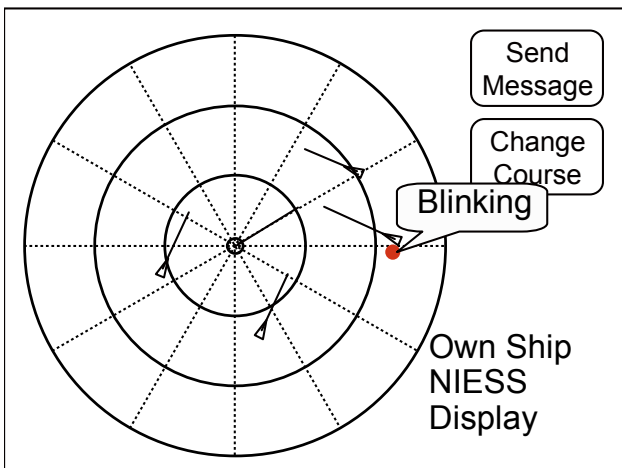 Send
Message
Change
Course
Blinking
Own Ship
NIESS
Display